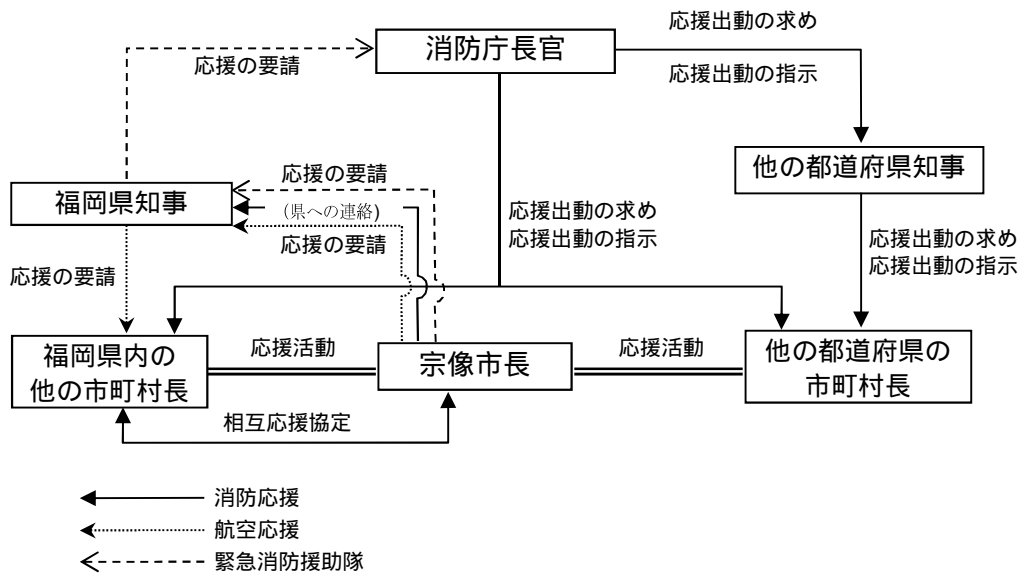 応援出動の求め
消防庁長官
応援の要請
応援出動の指示
他の都道府県知事
応援の要請
福岡県知事
(県への連絡)
応援の要請
応援出動の求め
応援出動の指示
応援出動の求め
応援出動の指示
応援の要請
福岡県内の
他の市町村長
応援活動
宗像市長
応援活動
他の都道府県の
市町村長
相互応援協定
消防応援
航空応援
緊急消防援助隊